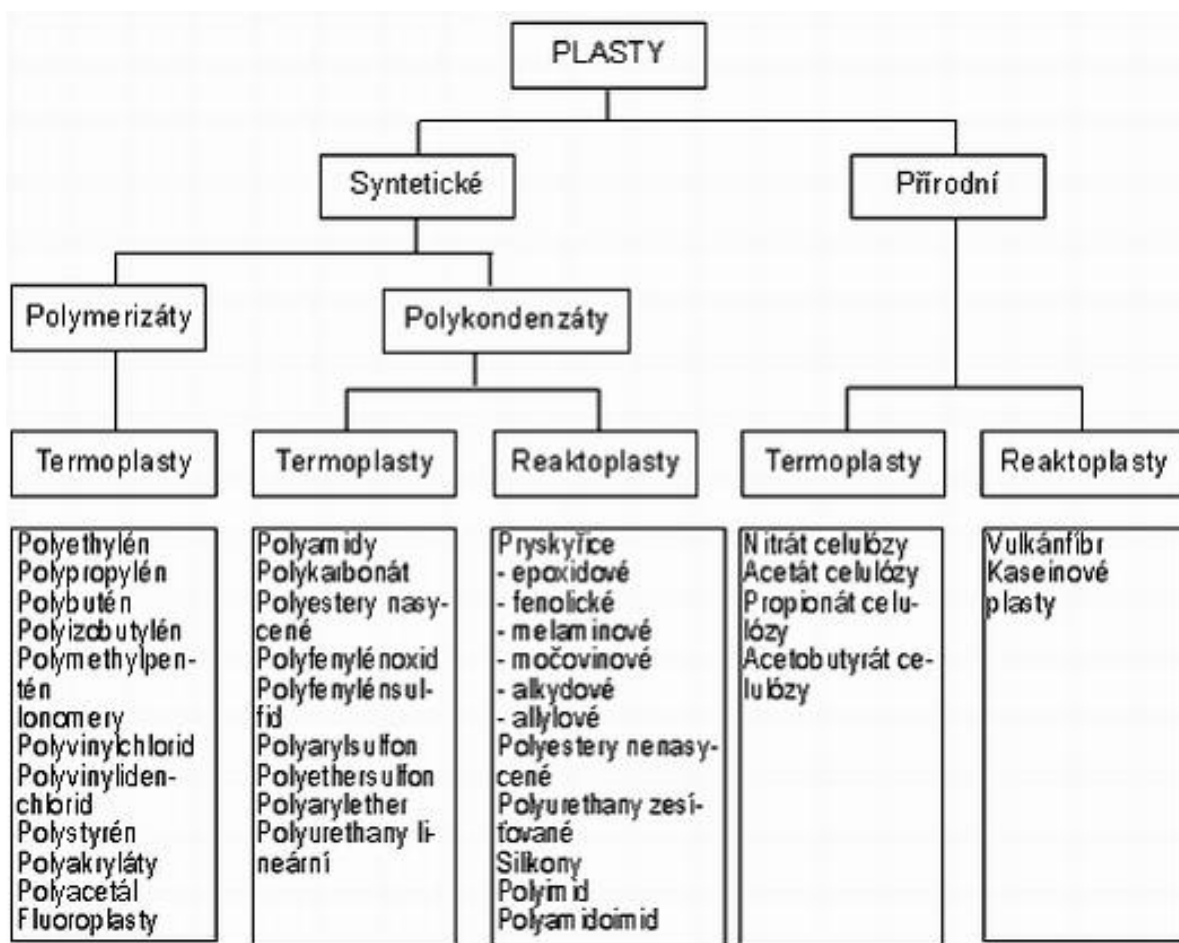 PLASTY
Syntetické
Přírodní
Polymerizáty
Polykondenzáty
Termoplasty
Termoplasty
Reaktoplasty
Termoplasty
Reaktoplasty
Polyethylén
Polypropylén
Polybutén
Polyizobutylén
Polymethylpen-
tén
Ionomery
Polyvinylchlorid
Polyvinyliden-
chlorid
Polystyrén
Polyakryláty
Polyacetál
Fluoroplasty
Polyamidy
Polykarbonát
Polyestery nasy-
cené
Polyfenylénoxid
Polyfenylénsul-
fid
Polyarylsulfon
Polyethersulfon
Polyarylether
Polyurethany li-
neární
Pryskyřice
- epoxidové
- fenolické
- melaminové
- močovinové
- alkydové
- allylové
Polyestery nenasy-
cené
Polyurethany zesí-
ťované
Silikony
Polyimid
Polyamidoimid
Nitrát celulózy
Acetát celulózy
Propionát celu-
lózy
Acetobutyrát ce-
lulózy
Vulkánfíbr
Kaseinové
plasty